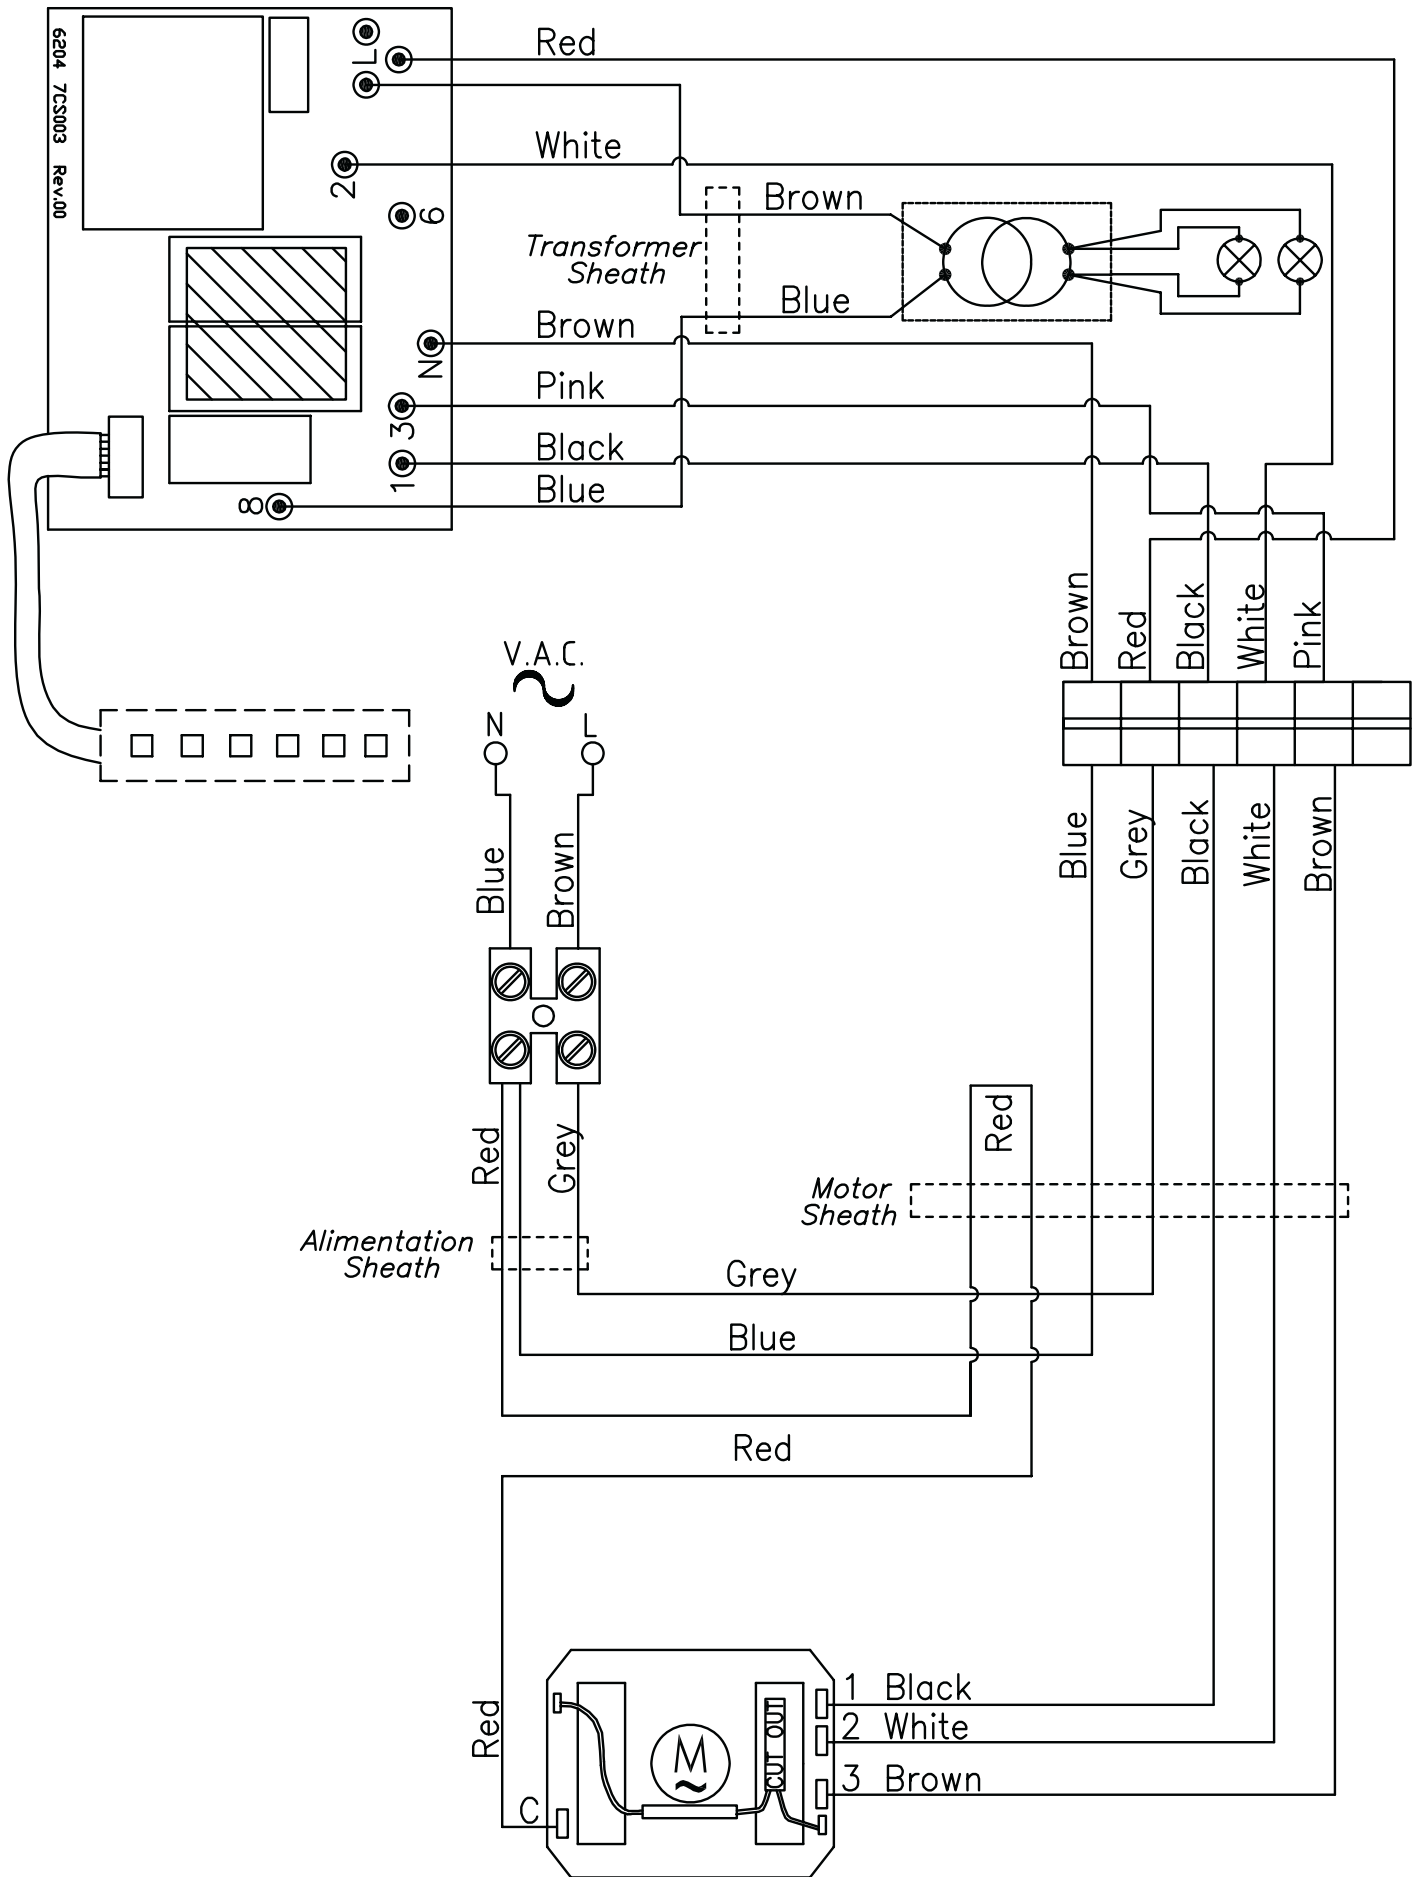 6204 7CS003 Rev.00
L
Red
2
White
6
Brown
Transformer
Sheath
Blue
N
Brown
3
Pink
1
Black
8
Blue
Brown
Red
Black
White
Pink
V.A.C.
N
L
Blue
Brown
Blue
Grey
Black
White
Brown
Red
Grey
Red
Motor
Sheath
Alimentation
Sheath
Grey
Blue
Red
Red
C
M
CUT OUT
1 Black
2 White
3 Brown